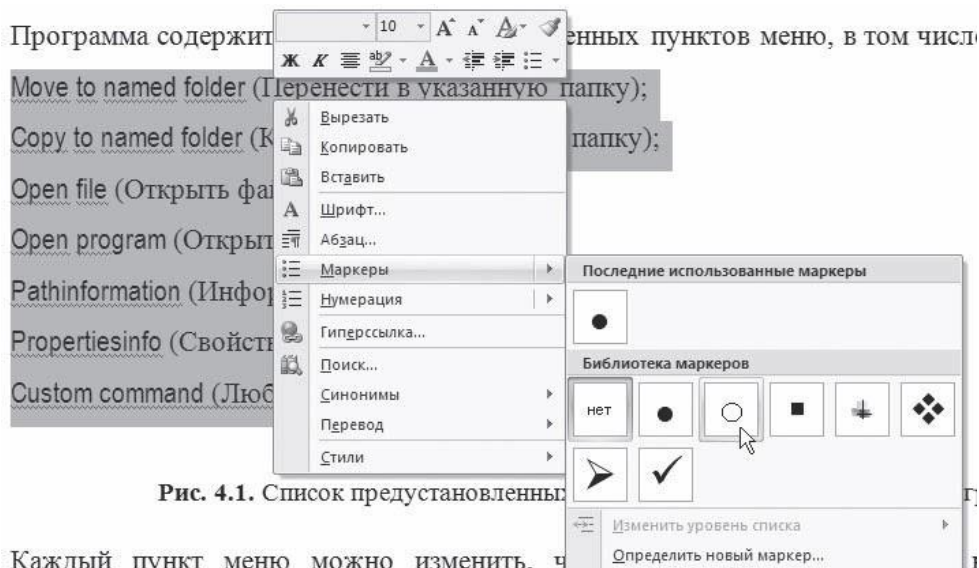 Программа содержит
енных пунктов меню, в том числ
10
Ж К
Move to named folder (Перенести в указанную папку);
Copy to named folder (К
папку);
Open file (Открыть фа
Open program (Открыт
Pathinformation (Инфор
Propertiesinfo (Свойст
Custom command (Люб
Вырезать
Копировать
Вставить
Шрифт...
Абзац...
Маркеры
Нумерация
Гиперссылка...
Поиск...
Синонимы
Перевод
Стили
Последние использованные маркеры
Библиотека маркеров
нет
Изменить уровень списка
Определить новый маркер...
Рис. 4.1. Список предустановленны
Каждый пункт меню можно изменить, ч